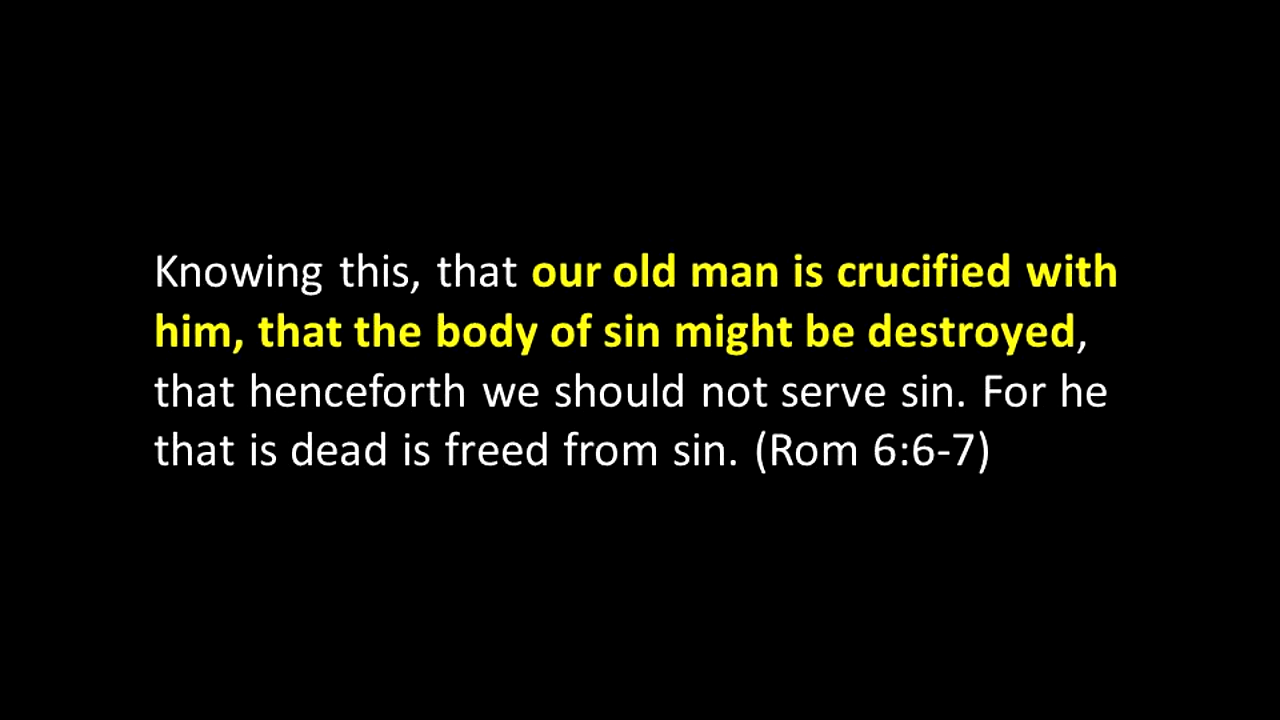 Knowing this, that our old man is crucified with
him, that the body of sin might be destroyed,
that henceforth we should not serve sin. For he
that is dead is freed from sin. (Rom 6:6-7)